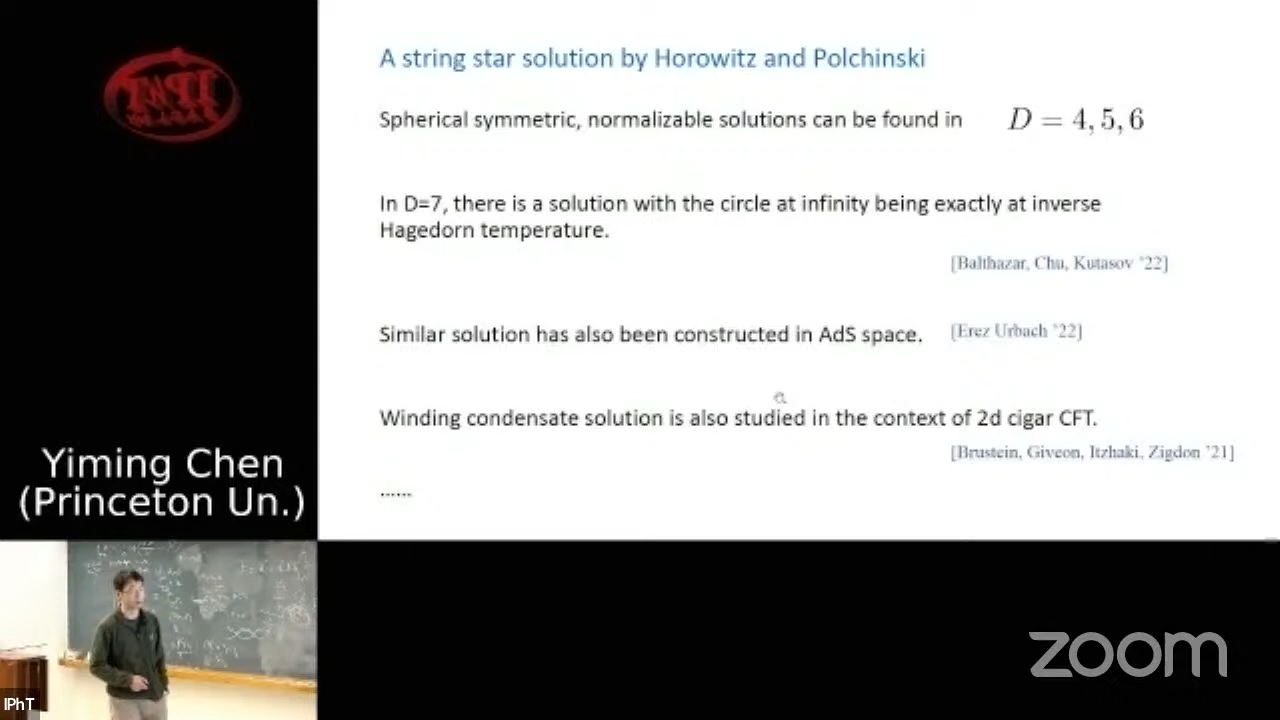 A string star solution by Horowitz and Polchinski
Spherical symmetric, normalizable solutions can be found in D = 4, 5, 6
In D=7, there is a solution with the circle at infinity being exactly at inverse
Hagedorn temperature.
[Balthazar, Chu, Kutasov '22]
Similar solution has also been constructed in AdS space. [Erez Urbach '22]
Winding condensate solution is also studied in the context of 2d cigar CFT.
[Brustein, Giveon, Itzhaki, Zigdon '21]
......
Yiming Chen
(Princeton Un.)
IPhT
zoom